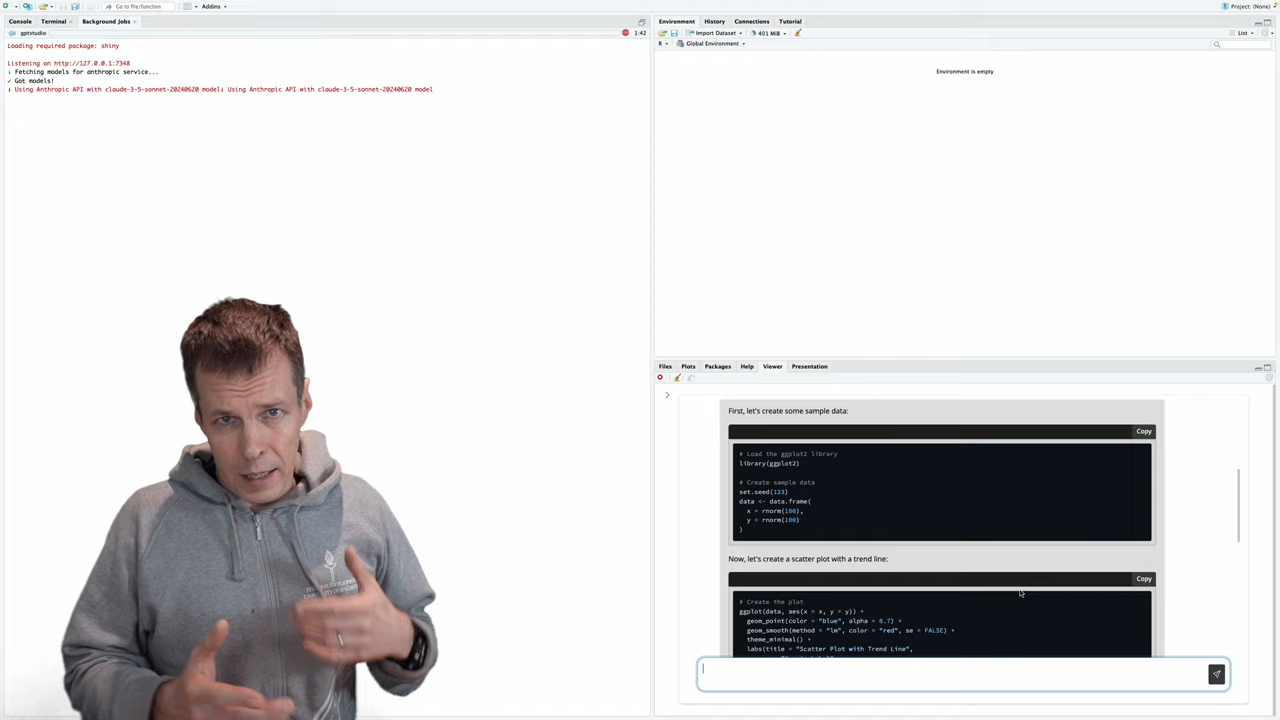 Go to file/function
Addins
Project: (None)
Console
Terminal
Background Jobs
gptstudio
1:42
Loading required package: shiny
Listening on http://127.0.0.1:7348
Fetching models for anthropic service...
✔ Got models!
Using Anthropic API with claude-3-5-sonnet-20240620 model
Using Anthropic API with claude-3-5-sonnet-20240620 model
Environment
History
Connections
Tutorial
Import Dataset
401 MiB
List
R
Global Environment
Environment is empty
Files
Plots
Packages
Help
Viewer
Presentation
First, let's create some sample data:
Copy
# Load the ggplot2 library
library(ggplot2)
# Create sample data
set.seed(123)
data <- data.frame(
x = rnorm(100),
y = rnorm(100)
)
Now, let's create a scatter plot with a trend line:
Copy
# Create the plot
ggplot(data, aes(x = x, y = y)) +
geom_point(color = "blue", alpha = 0.7) +
geom_smooth(method = "lm", color = "red", se = FALSE) +
theme_minimal() +
labs(title = "Scatter Plot with Trend Line",